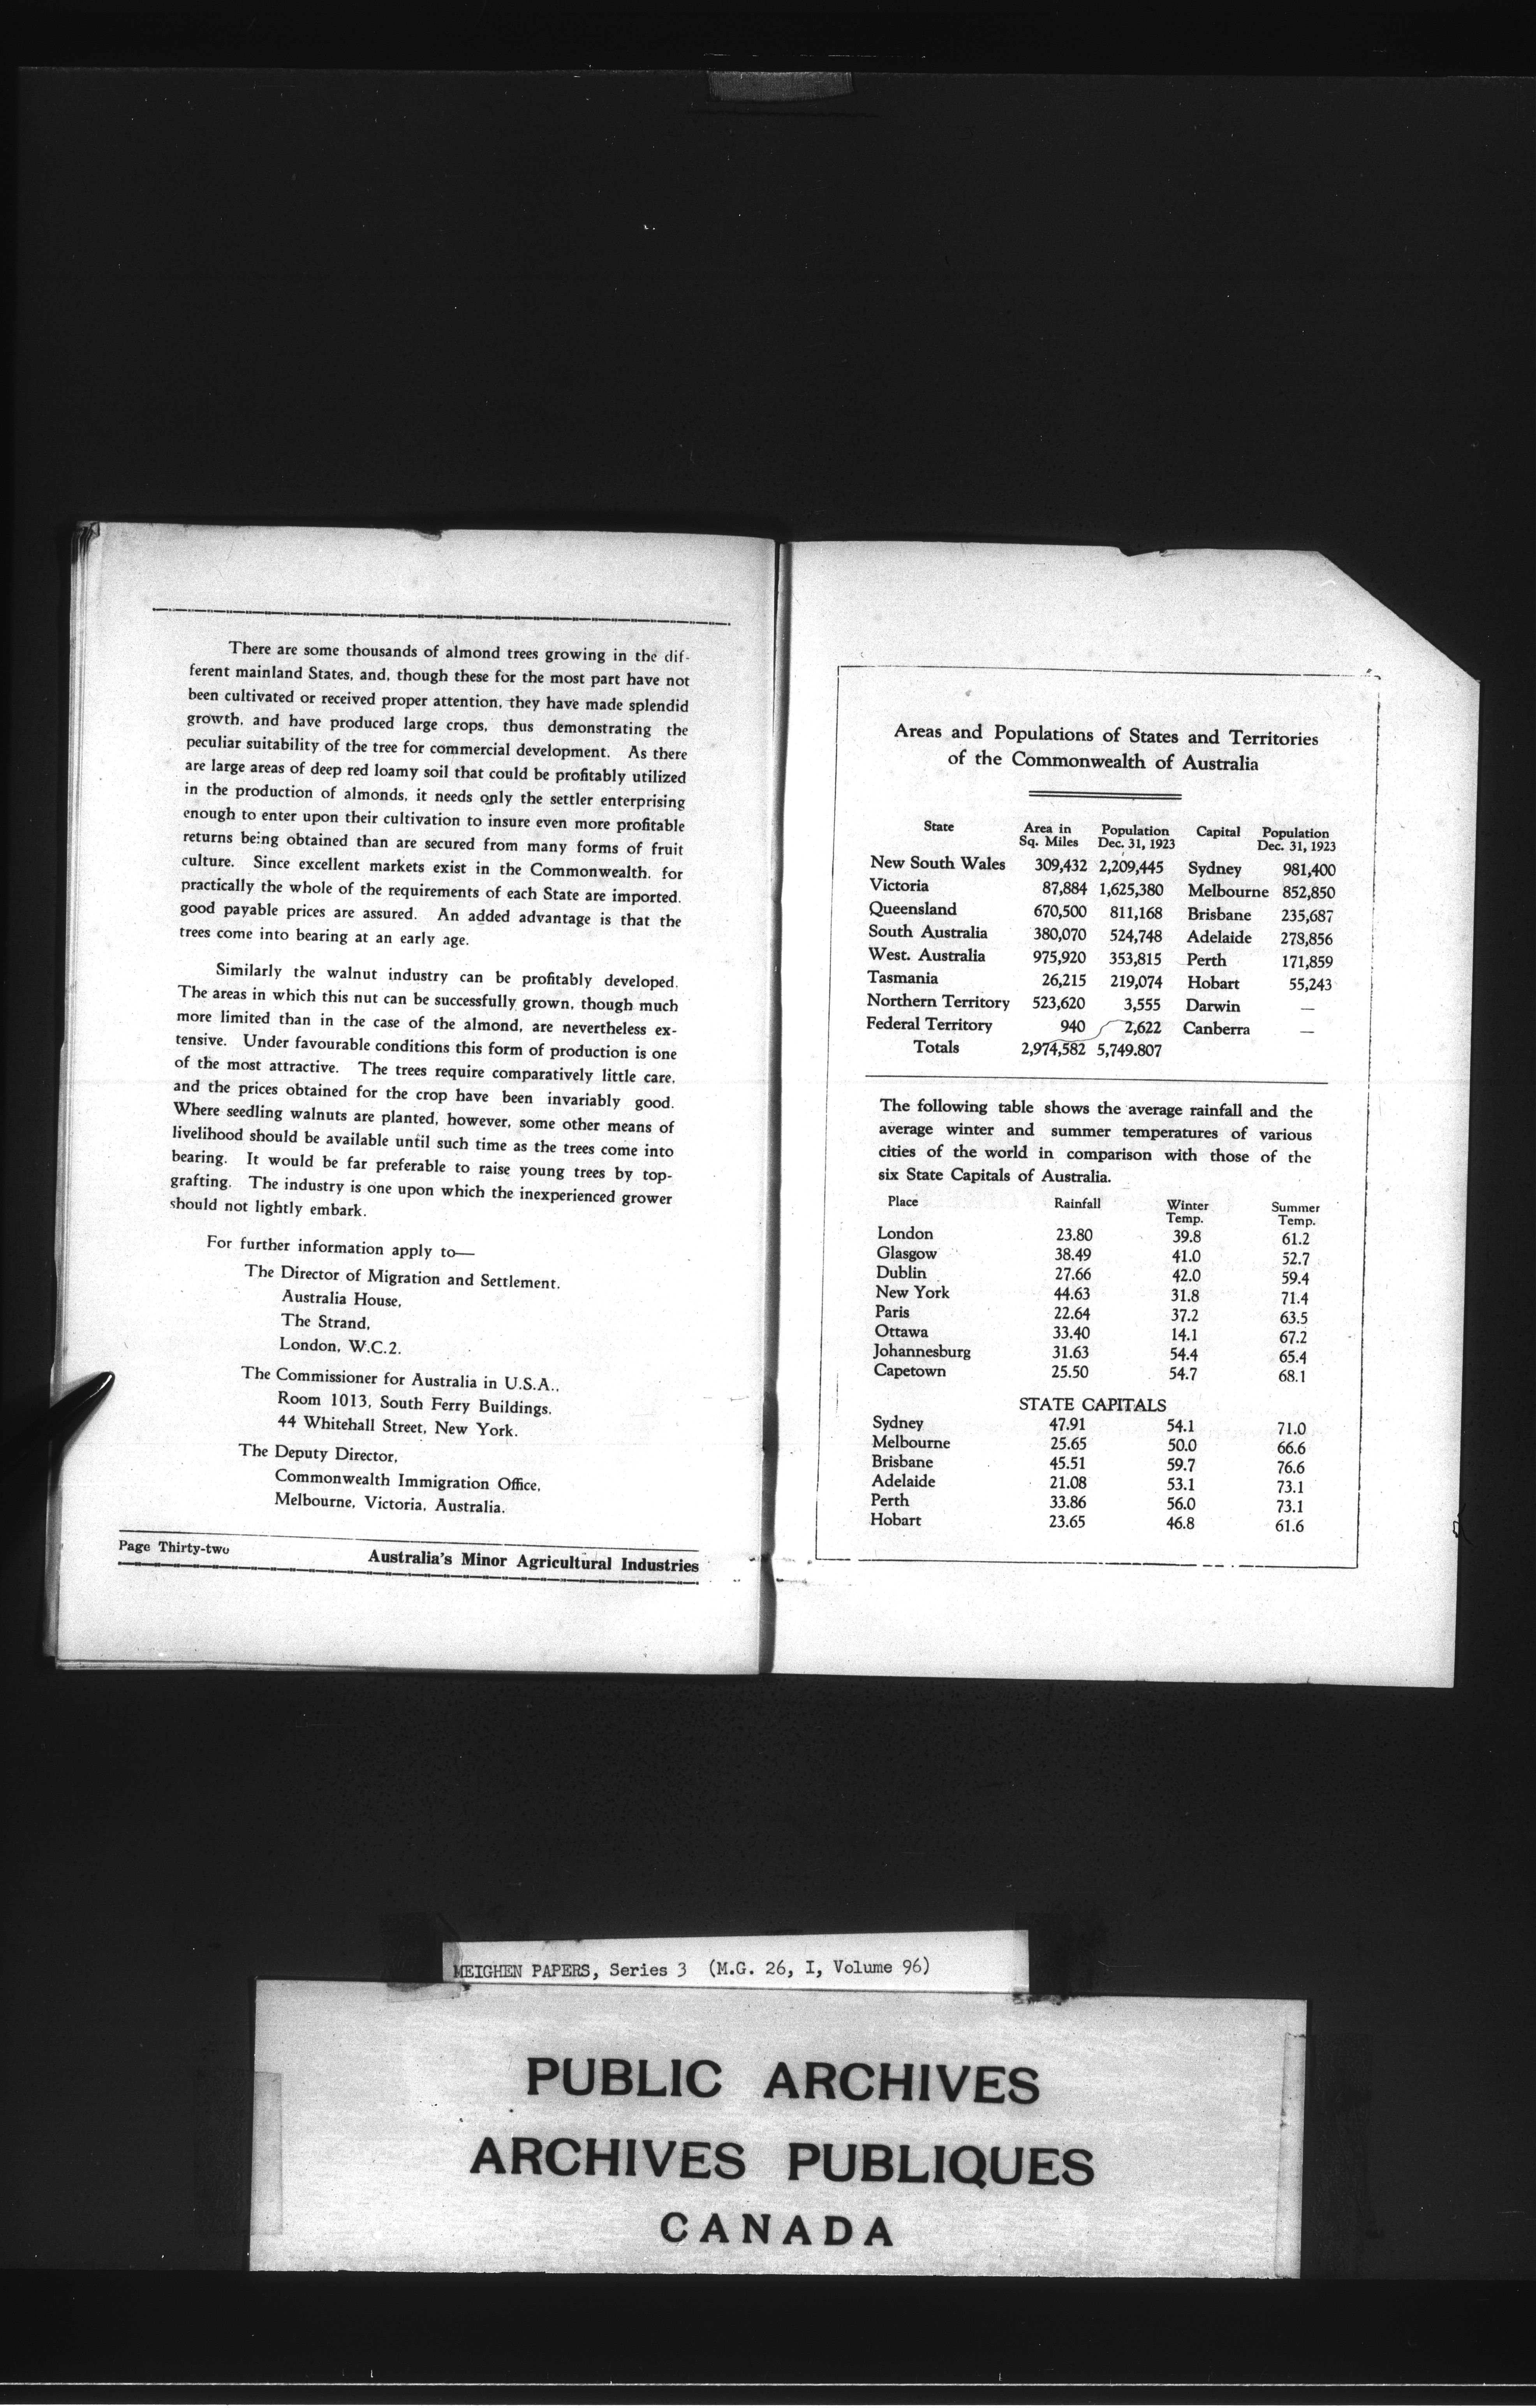 There are some thousands of almond trees growing in the dif-
ferent mainland States, and, though these for the most part have not
been cultivated or received proper attention, they have made splendid
growth, and have produced large crops, thus demonstrating the
peculiar suitability of the tree for commercial development. As there
are large areas of deep red loamy soil that could be profitably utilized
in the production of almonds, it needs only the settler enterprising
enough to enter upon their cultivation to insure even more profitable
returns being obtained than are secured from many forms of fruit
culture. Since excellent markets exist in the Commonwealth, for
practically the whole of the requirements of each State are imported,
good payable prices are assured. An added advantage is that the
trees come into bearing at an early age.
Similarly the walnut industry can be profitably developed.
The areas in which this nut can be successfully grown, though much
more limited than in the case of the almond, are nevertheless ex-
tensive. Under favourable conditions this form of production is one
of the most attractive. The trees require comparatively little care,
and the prices obtained for the crop have been invariably good.
Where seedling walnuts are planted, however, some other means of
livelihood should be available until such time as the trees come into
bearing. It would be far preferable to raise young trees by top-
grafting. The industry is one upon which the inexperienced grower
should not lightly embark.
For further information apply to—
The Director of Migration and Settlement,
Australia House,
The Strand,
London, W.C.2.
The Commissioner for Australia in U.S.A.,
Room 1013, South Ferry Buildings,
44 Whitehall Street, New York.
The Deputy Director,
Commonwealth Immigration Office,
Melbourne, Victoria, Australia.
Page Thirty-two Australia's Minor Agricultural Industries
Areas and Populations of States and Territories
of the Commonwealth of Australia
State Area in Population Capital Population
Sq. Miles Dec. 31, 1923 Dec. 31, 1923
New South Wales 309,432 2,209,445 Sydney 981,400
Victoria 87,884 1,625,380 Melbourne 852,850
Queensland 670,500 811,168 Brisbane 235,687
South Australia 380,070 524,748 Adelaide 278,856
West. Australia 975,920 353,815 Perth 171,859
Tasmania 26,215 219,074 Hobart 55,243
Northern Territory 523,620 3,555 Darwin —
Federal Territory 940 2,622 Canberra —
Totals 2,974,582 5,749.807
The following table shows the average rainfall and the
average winter and summer temperatures of various
cities of the world in comparison with those of the
six State Capitals of Australia.
Place Rainfall Winter Summer
Temp. Temp.
London 23.80 39.8 61.2
Glasgow 38.49 41.0 52.7
Dublin 27.66 42.0 59.4
New York 44.63 31.8 71.4
Paris 22.64 37.2 63.5
Ottawa 33.40 14.1 67.2
Johannesburg 31.63 54.4 65.4
Capetown 25.50 54.7 68.1
STATE CAPITALS
Sydney 47.91 54.1 71.0
Melbourne 25.65 50.0 66.6
Brisbane 45.51 59.7 76.6
Adelaide 21.08 53.1 73.1
Perth 33.86 56.0 73.1
Hobart 23.65 46.8 61.6
MEIGHEN PAPERS, Series 3 (M.G. 26, I, Volume 96)
PUBLIC ARCHIVES
ARCHIVES PUBLIQUES
CANADA